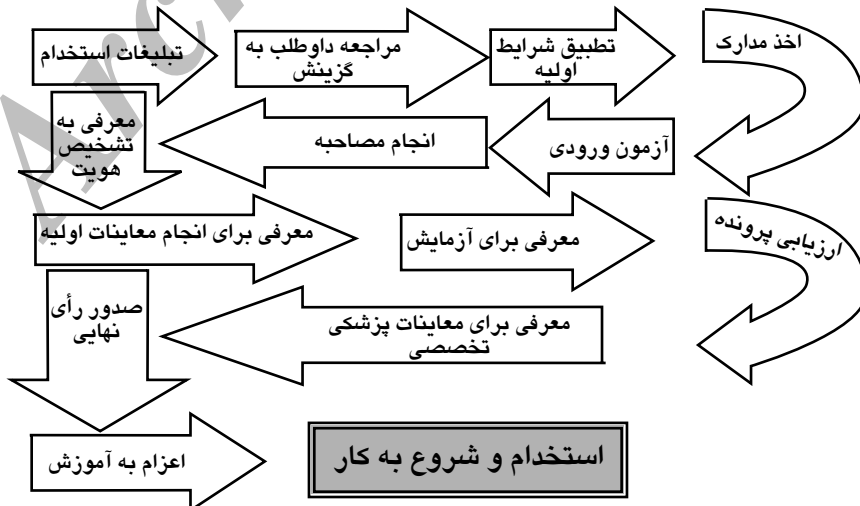 تبلیغات استخدام
مراجعه داوطلب به
گزینش
تطبیق شرایط
اولیه
اخذ مدارک
آزمون ورودی
انجام مصاحبه
معرفی به
تشخیص
هویت
معرفی برای انجام معاینات اولیه
معرفی برای آزمایش
ارزیابی پرونده
معرفی برای معاینات پزشکی
تخصصی
صدور رأی
نهایی
اعزام به آموزش
استخدام و شروع به کار
Arc